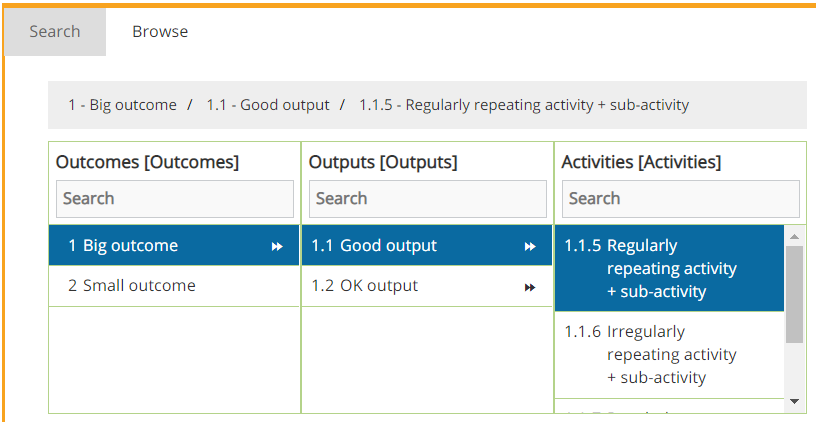 Search Browse
1 - Big outcome / 1.1 - Good output / 1.1.5 - Regularly repeating activity + sub-activity
Outcomes [Outcomes] Outputs [Outputs] Activities [Activities]
Search Search Search
1 Big outcome 1.1 Good output 1.1.5 Regularly
repeating activity
+ sub-activity
2 Small outcome 1.2 OK output
1.1.6 Irregularly
repeating activity
+ sub-activity